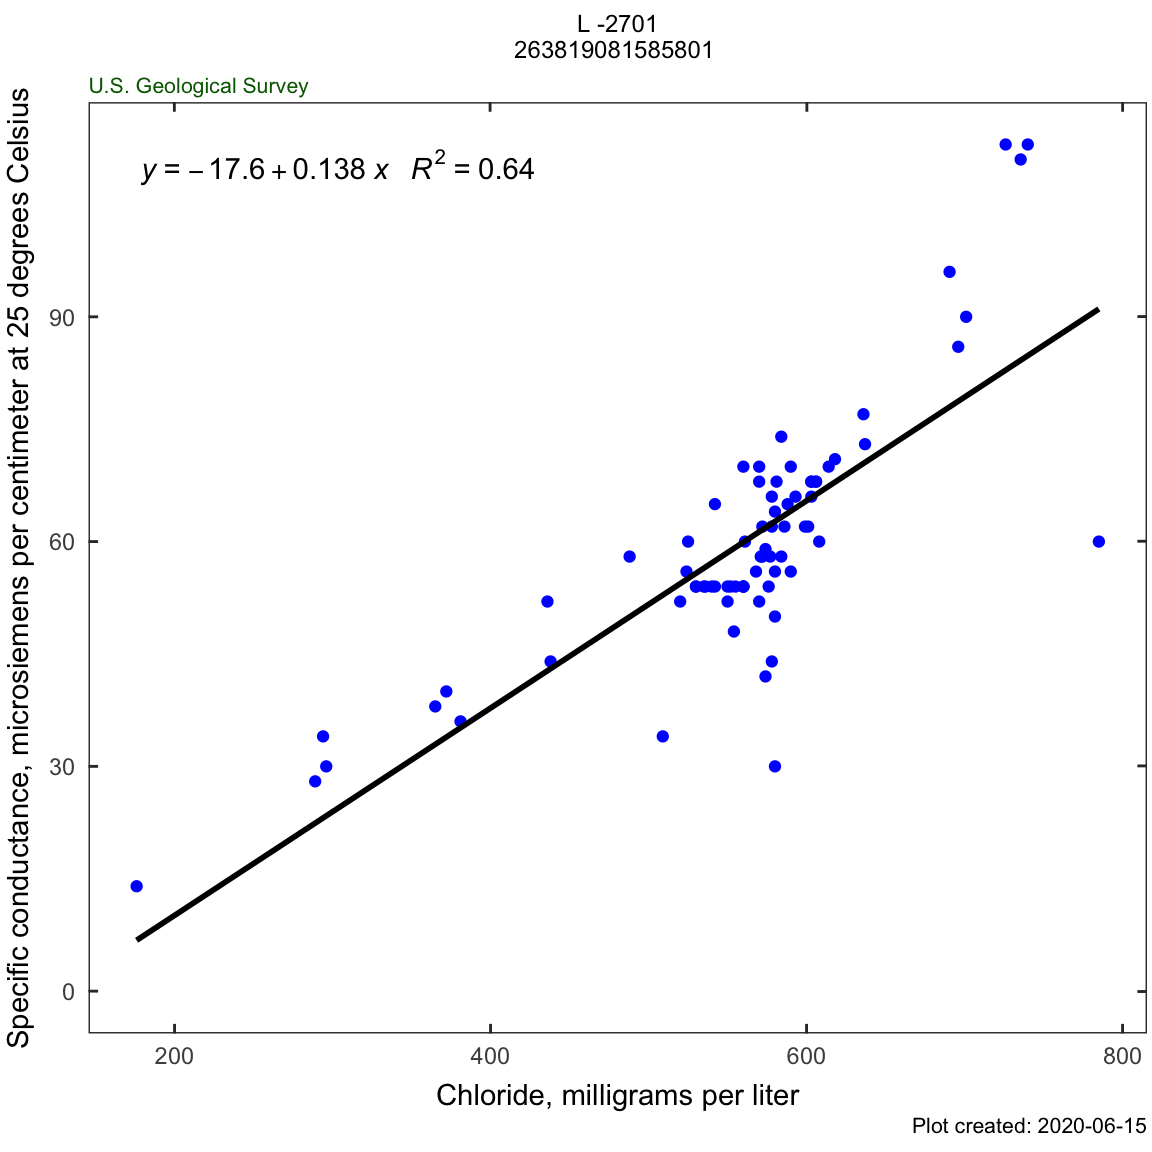 L -2701
263819081585801
U.S. Geological Survey
y = − 17.6 + 0.138 x R² = 0.64
Specific conductance, microsiemens per centimeter at 25 degrees Celsius
90
60
30
0
200 400 600 800
Chloride, milligrams per liter
Plot created: 2020-06-15